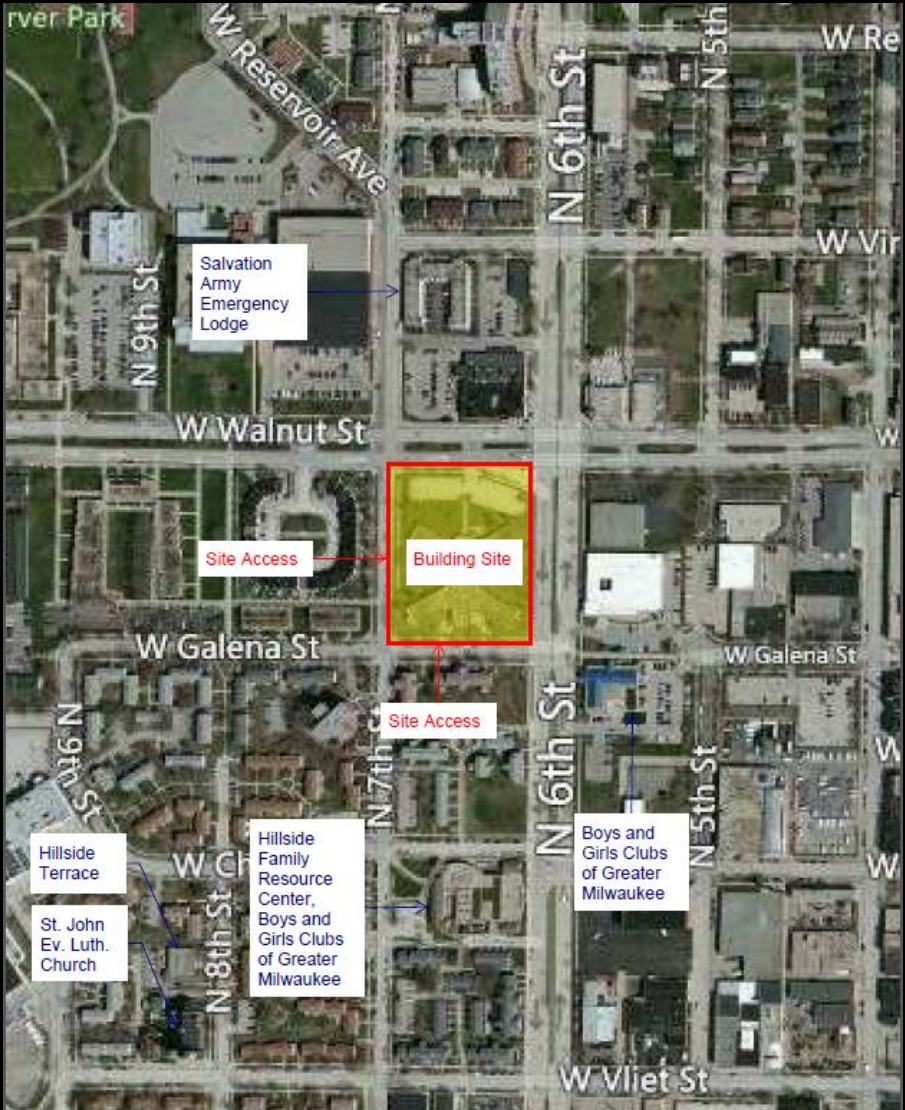 rver Park
W Reservoir Ave
N 6th St
N 5th
W Re
W Vir
Salvation
Army
Emergency
Lodge
N 9th St
W Walnut St
W
Site Access
Building Site
W Galena St
W Galena St
Site Access
N 9th St
N 7th St
N 6th St
N 5th St
W
Hillside
Terrace
W Ch
Hillside
Family
Resource
Center,
Boys and
Girls Clubs
of Greater
Milwaukee
Boys and
Girls Clubs
of Greater
Milwaukee
W
St. John
Ev. Luth.
Church
N 8th St
W Vliet St